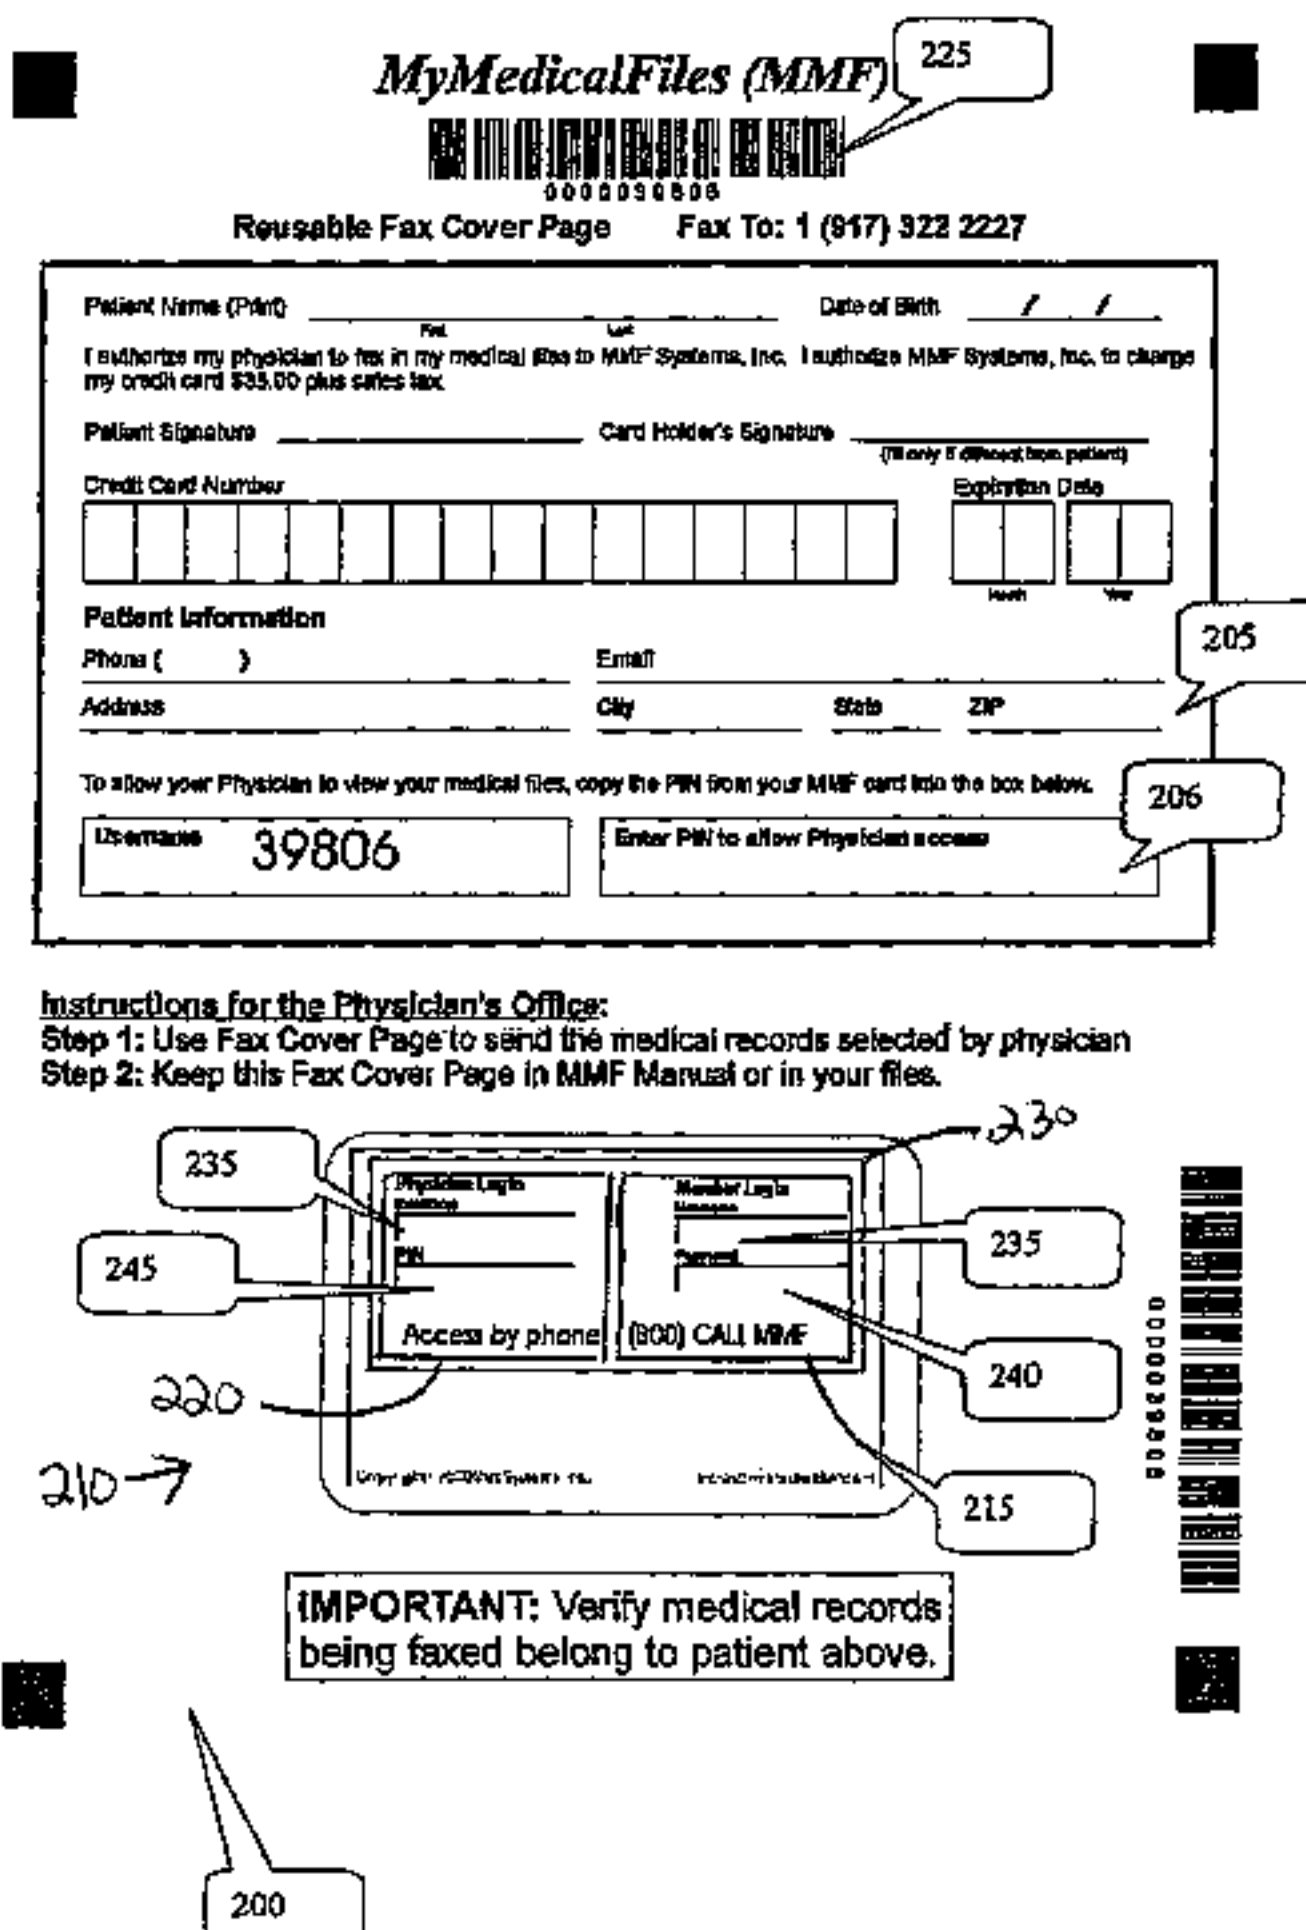 225
MyMedicalFiles (MMF)
0000039806
Reusable Fax Cover Page Fax To: 1 (917) 322 2227
Patient Name (Print) Date of Birth / /
First Last
I authorize my physician to fax in my medical files to MMF Systems, Inc. I authorize MMF Systems, Inc. to charge
my credit card $35.00 plus sales tax.
Patient Signature Card Holder's Signature
(fill only if different from patient)
Credit Card Number Expiration Date
Month Year
Patient Information
205
Phone ( ) Email
Address City State ZIP
To allow your Physician to view your medical files, copy the PIN from your MMF card into the box below.
206
Username 39806 Enter PIN to allow Physician access
Instructions for the Physician's Office:
Step 1: Use Fax Cover Page to send the medical records selected by physician
Step 2: Keep this Fax Cover Page in MMF Manual or in your files.
230
235
Physician Login Member Login
Username
235
245
PIN Password
Access by phone (800) CALL MMF
240
220
210
215
0000039806
IMPORTANT: Verify medical records
being faxed belong to patient above.
200